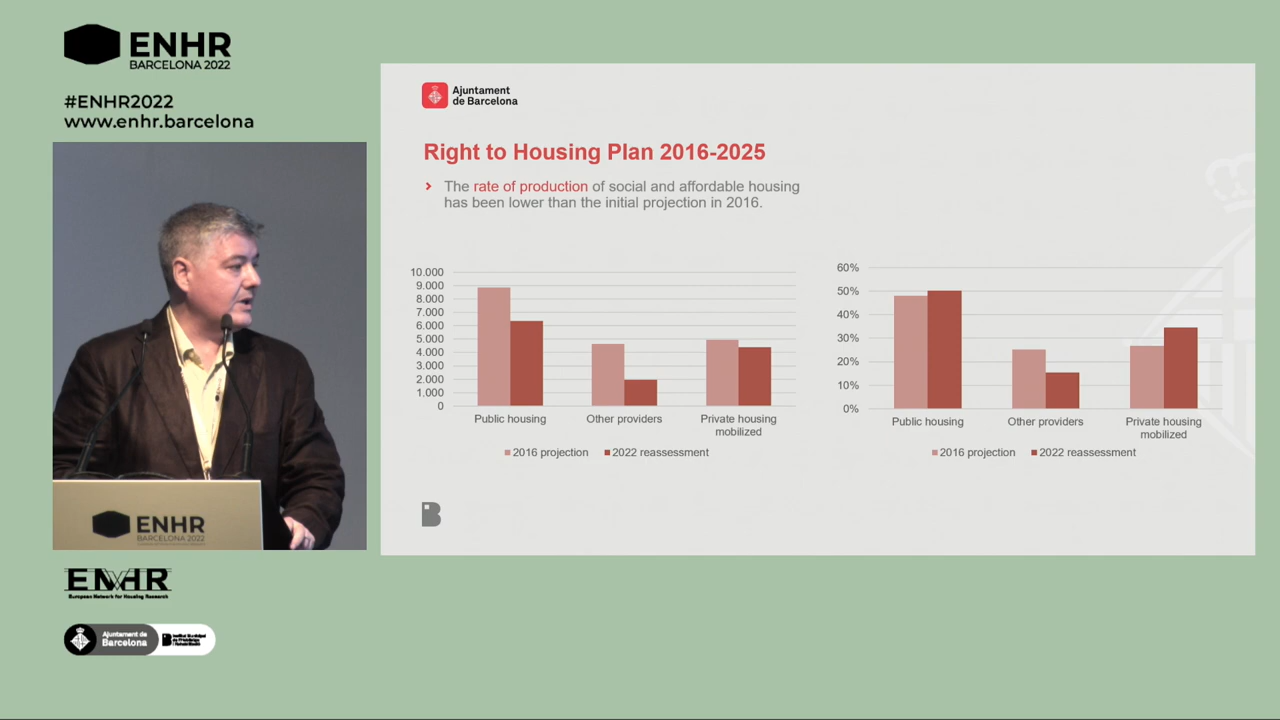 ENHR
BARCELONA 2022
#ENHR2022
www.enhr.barcelona
Ajuntament
de Barcelona
Right to Housing Plan 2016-2025
The rate of production of social and affordable housing
has been lower than the initial projection in 2016.
10.000
9.000
8.000
7.000
6.000
5.000
4.000
3.000
2.000
1.000
0
Public housing
Other providers
Private housing
mobilized
2016 projection
2022 reassessment
60%
50%
40%
30%
20%
10%
0%
Public housing
Other providers
Private housing
mobilized
2016 projection
2022 reassessment
B
ENHR
BARCELONA 2022
ENHR
European Network for Housing Research
Ajuntament de
Barcelona